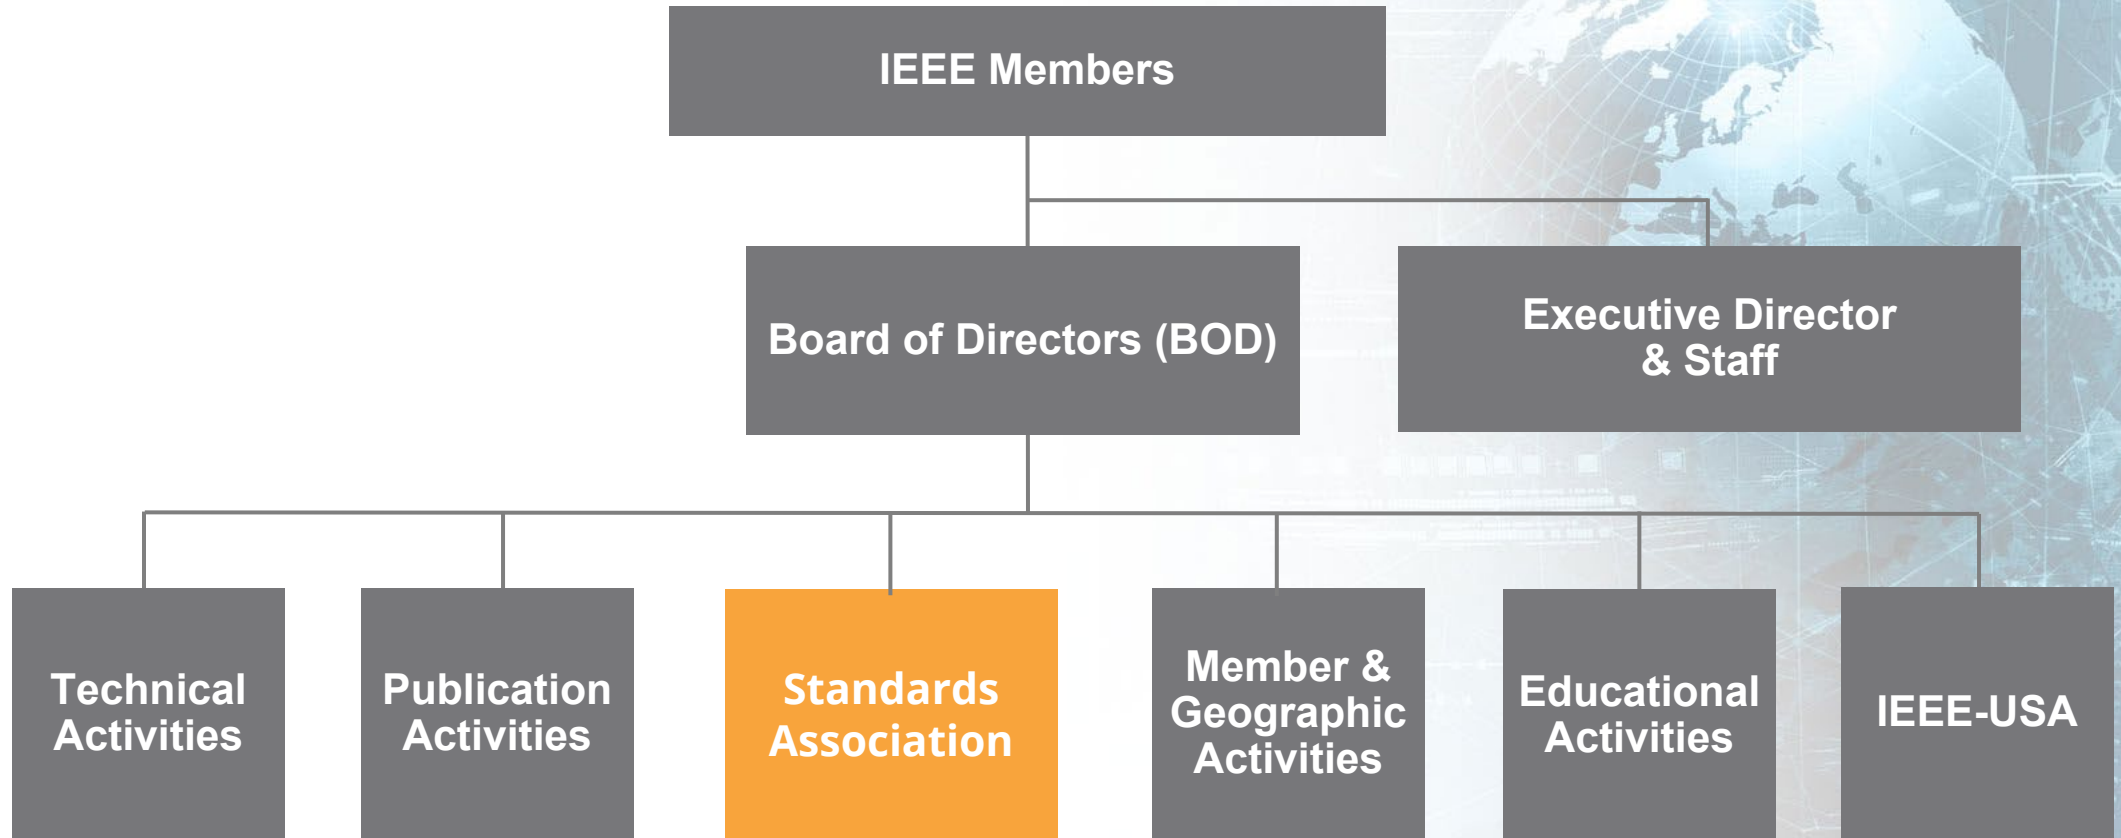 IEEE Members
Board of Directors (BOD)
Executive Director
& Staff
Technical
Activities
Publication
Activities
Standards
Association
Member &
Geographic
Activities
Educational
Activities
IEEE-USA